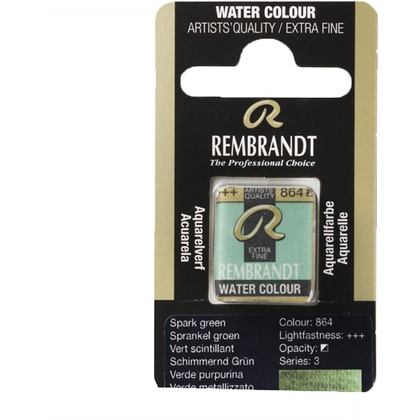 WATER COLOUR
ARTISTS'QUALITY / EXTRA FINE
R
REMBRANDT
The Professional Choice
Aquarelverf
Acuarela
+++ ARTISTS' QUALITY 864
R
EXTRA
FINE
REMBRANDT
WATER COLOUR
Aquarellfarbe
Aquarelle
Spark green
Sprankel groen
Vert scintillant
Schimmernd Grün
Verde purpurina
Verde metallizzato
Colour: 864
Lightfastness: +++
Opacity:
Series: 3